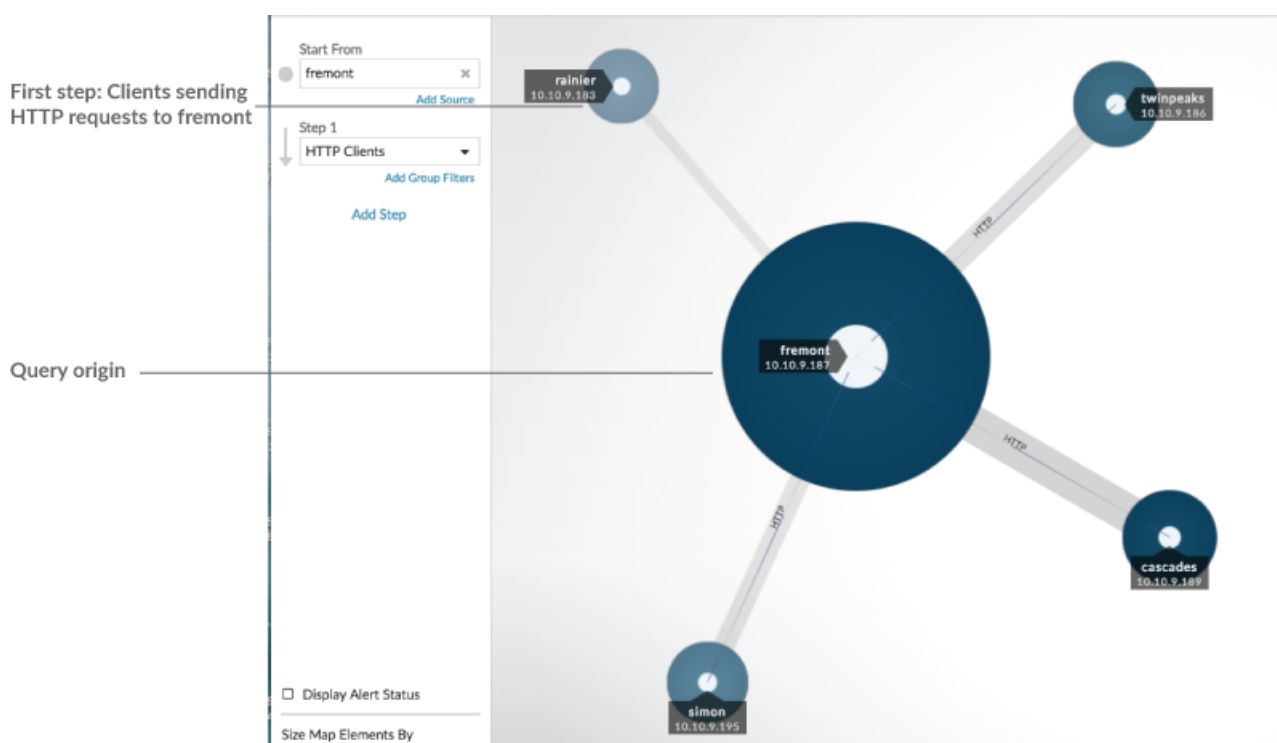 First step: Clients sending
HTTP requests to fremont
Query origin
Start From
fremont
Add Source
Step 1
HTTP Clients
Add Group Filters
Add Step
Display Alert Status
Size Map Elements By
rainier
10.10.9.183
twinpeaks
10.10.9.186
HTTP
fremont
10.10.9.187
HTTP
cascades
10.10.9.189
HTTP
simon
10.10.9.195